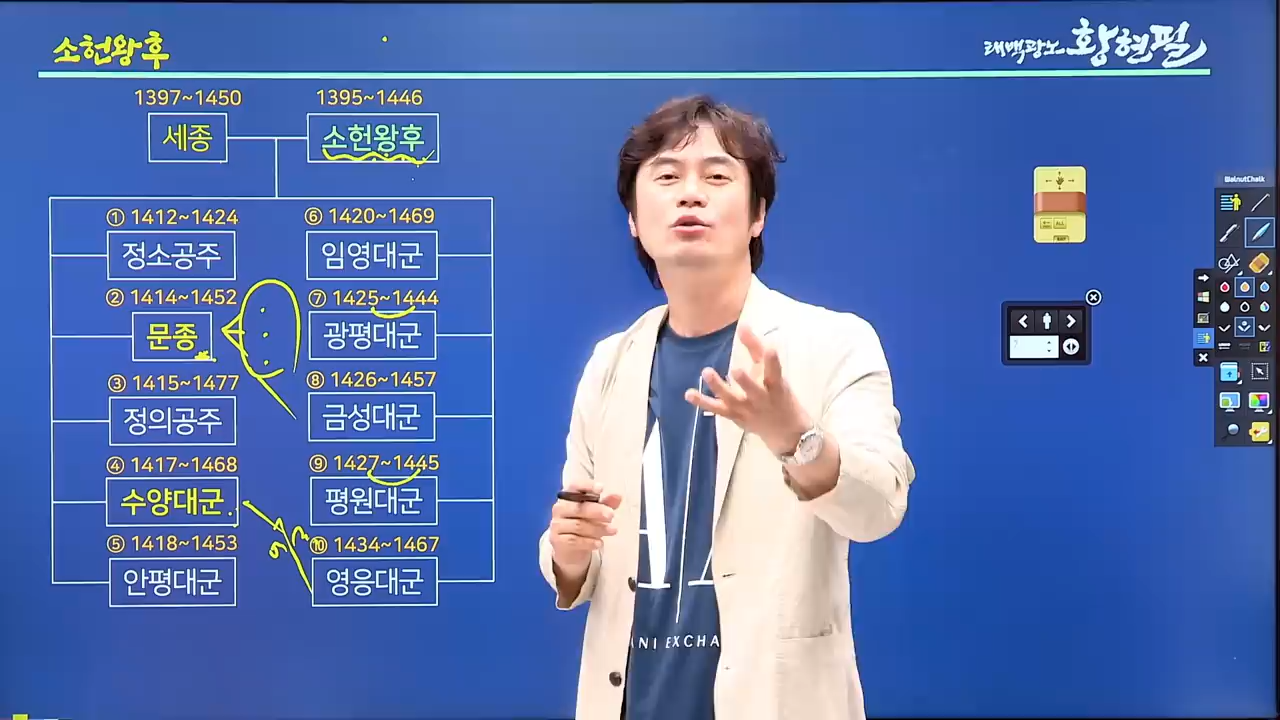 소헌왕후
태백광노 황현필
1397~1450
1395~1446
세종
소헌왕후
① 1412~1424
정소공주
② 1414~1452
문종
③ 1415~1477
정의공주
④ 1417~1468
수양대군
⑤ 1418~1453
안평대군
⑥ 1420~1469
임영대군
⑦ 1425~1444
광평대군
⑧ 1426~1457
금성대군
⑨ 1427~1445
평원대군
⑩ 1434~1467
영응대군
NI EXCHA
WalnutChalk